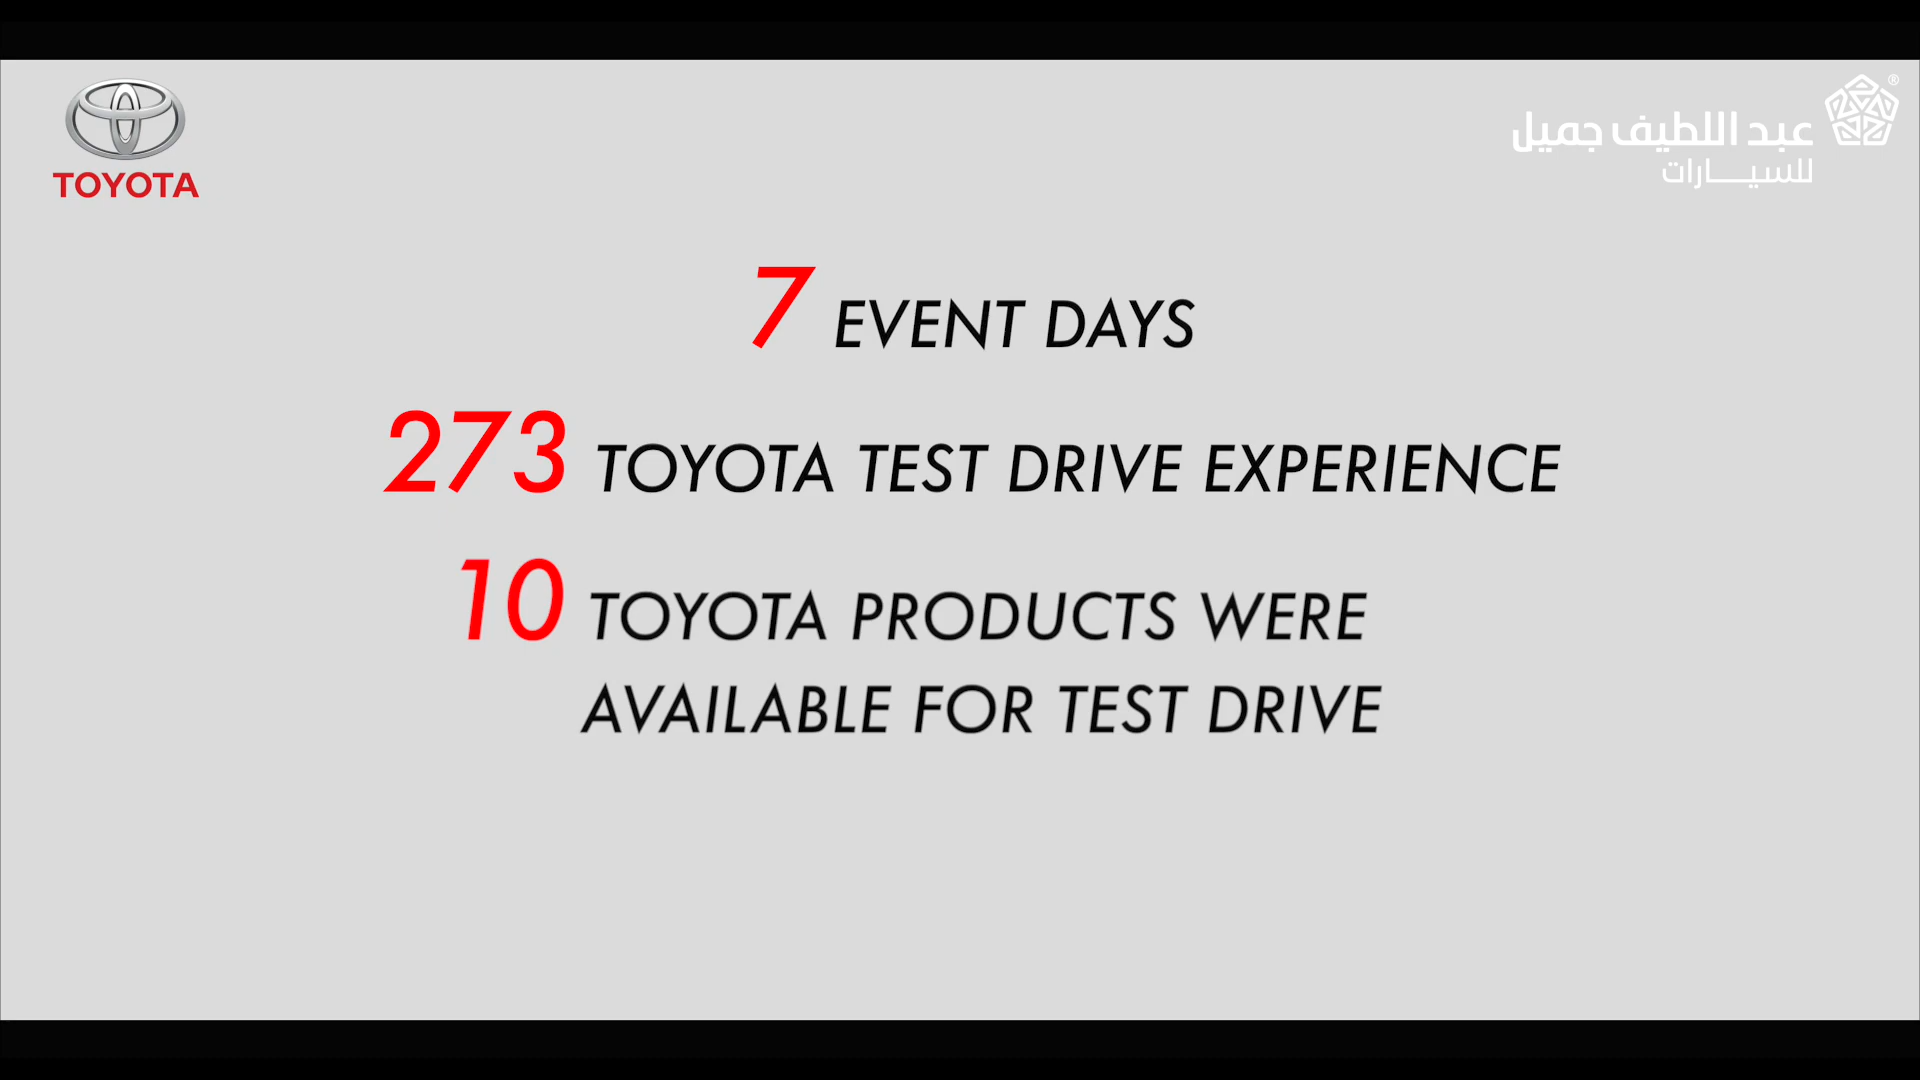 TOYOTA
®
عبد اللطيف جميل
للسيارات
7 EVENT DAYS
273 TOYOTA TEST DRIVE EXPERIENCE
10 TOYOTA PRODUCTS WERE
AVAILABLE FOR TEST DRIVE